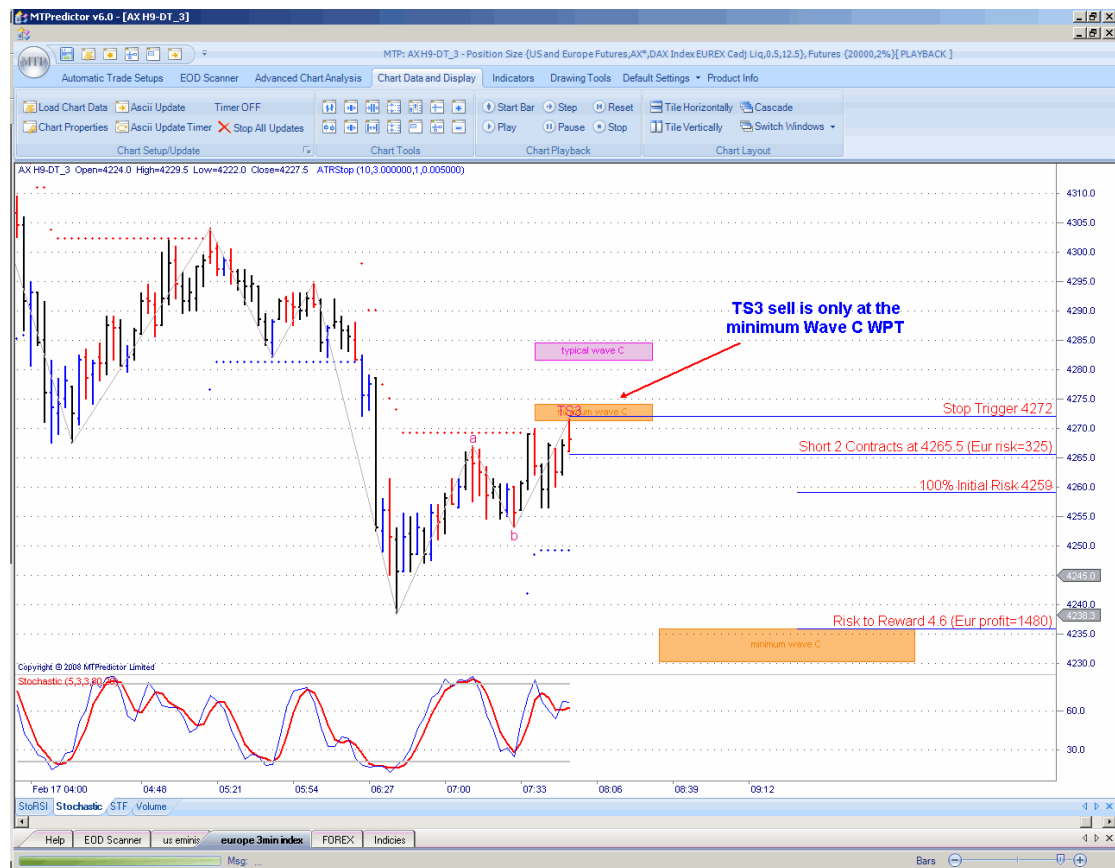 MTPredictor v6.0 - [AX H9-DT_3]
MTP: AX H9-DT_3 - Position Size {US and Europe Futures,AX*,DAX Index EUREX Cadj Liq,0.5,12.5}, Futures {20000,2%}[ PLAYBACK ]
MTP
Automatic Trade Setups EOD Scanner Advanced Chart Analysis Chart Data and Display Indicators Drawing Tools Default Settings Product Info
Load Chart Data Ascii Update Timer OFF Start Bar Step Reset Tile Horizontally Cascade
Chart Properties Ascii Update Timer Stop All Updates Play Pause Stop Tile Vertically Switch Windows
Chart Setup/Update Chart Tools Chart Playback Chart Layout
AX H9-DT_3 Open=4224.0 High=4229.5 Low=4222.0 Close=4227.5 ATRStop (10,3.000000,1,0.005000)
4310.0
4305.0
4300.0
4295.0
4290.0
TS3 sell is only at the
minimum Wave C WPT
4285.0
typical wave C
4280.0
4275.0
minimum wave C
TS3
Stop Trigger 4272
4270.0
a
Short 2 Contracts at 4265.5 (Eur risk=325)
4265.0
100% Initial Risk 4259
4260.0
4255.0
b
4250.0
4245.0
4240.0
4238.3
Risk to Reward 4.6 (Eur profit=1480)
4235.0
minimum wave C
4230.0
Copyright © 2008 MTPredictor Limited
Stochastic (5,3,3,80,20)
60.0
30.0
Feb 17 04:00 04:48 05:21 05:54 06:27 07:00 07:33 08:06 08:39 09:12
StoRSI Stochastic STF Volume
Help EOD Scanner us eminis europe 3min index FOREX Indicies
Msg: ... Bars